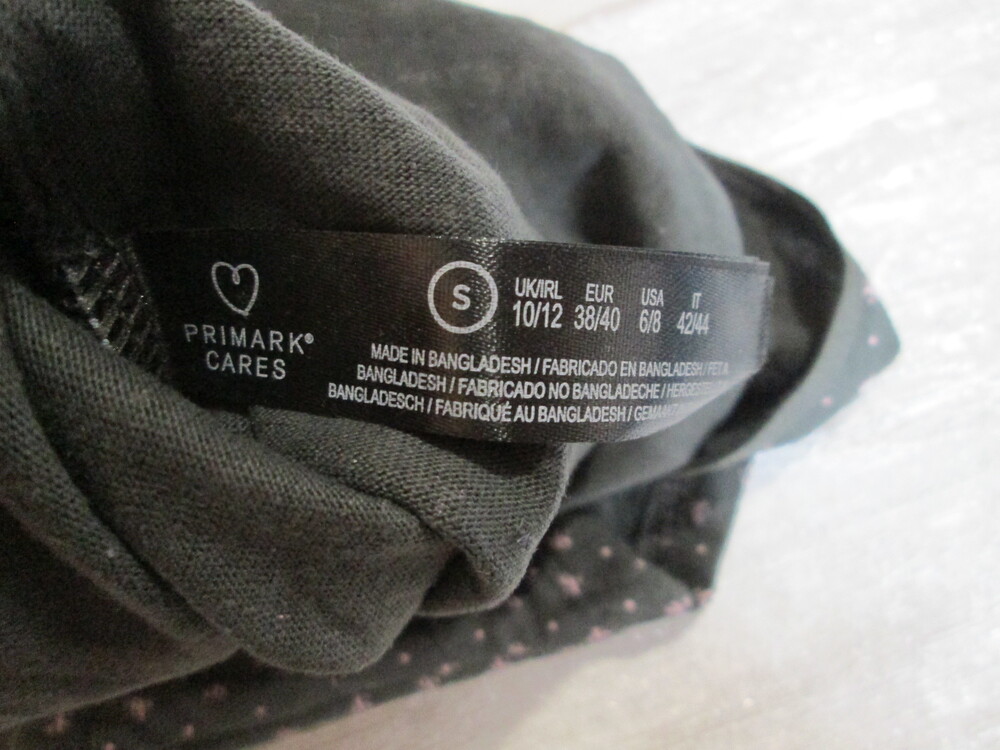 PRIMARK®
CARES
S
UK/IRL EUR USA IT
10/12 38/40 6/8 42/44
MADE IN BANGLADESH / FABRICADO EN BANGLADESH /
BANGLADESH / FABRICADO NO BANGLADECHE /
BANGLADESCH / FABRIQUÉ AU BANGLADESH /